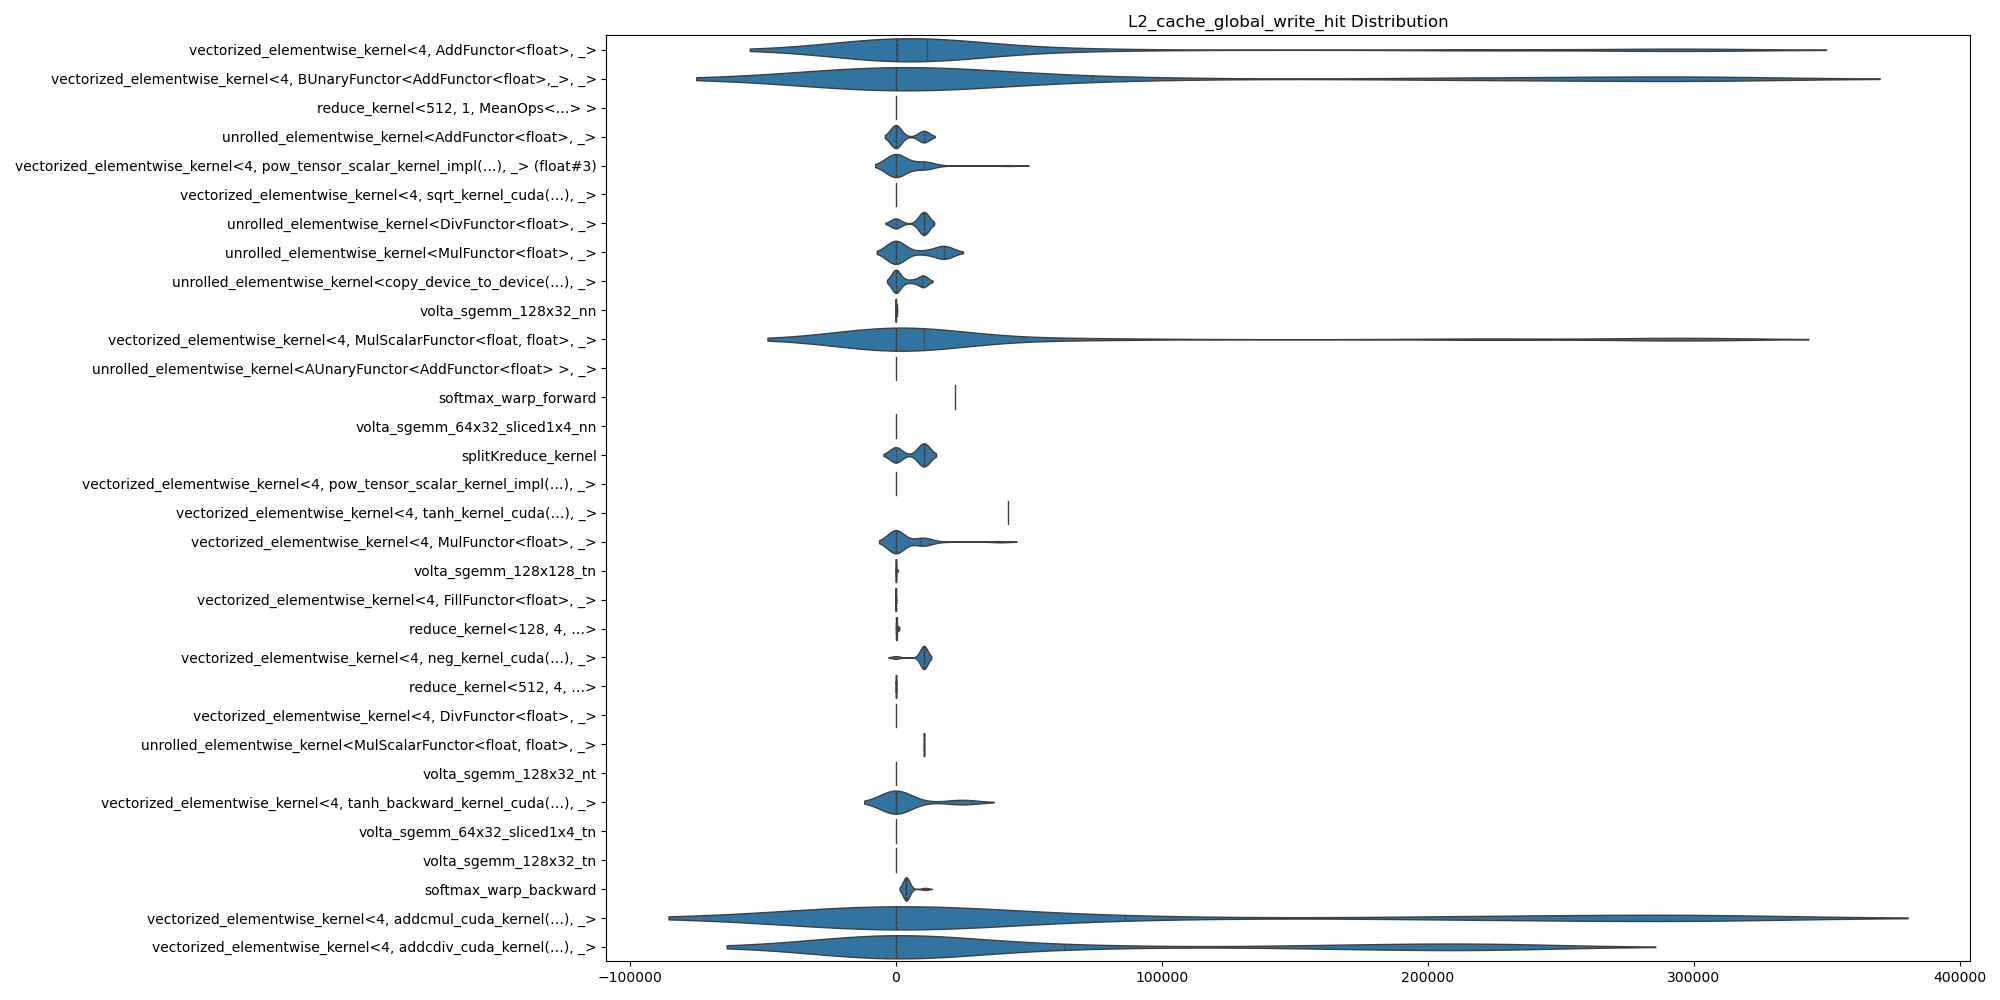 L2_cache_global_write_hit Distribution
vectorized_elementwise_kernel<4, AddFunctor<float>, _>
vectorized_elementwise_kernel<4, BUnaryFunctor<AddFunctor<float>,_>, _>
reduce_kernel<512, 1, MeanOps<...> >
unrolled_elementwise_kernel<AddFunctor<float>, _>
vectorized_elementwise_kernel<4, pow_tensor_scalar_kernel_impl(...), _> (float#3)
vectorized_elementwise_kernel<4, sqrt_kernel_cuda(...), _>
unrolled_elementwise_kernel<DivFunctor<float>, _>
unrolled_elementwise_kernel<MulFunctor<float>, _>
unrolled_elementwise_kernel<copy_device_to_device(...), _>
volta_sgemm_128x32_nn
vectorized_elementwise_kernel<4, MulScalarFunctor<float, float>, _>
unrolled_elementwise_kernel<AUnaryFunctor<AddFunctor<float> >, _>
softmax_warp_forward
volta_sgemm_64x32_sliced1x4_nn
splitKreduce_kernel
vectorized_elementwise_kernel<4, pow_tensor_scalar_kernel_impl(...), _>
vectorized_elementwise_kernel<4, tanh_kernel_cuda(...), _>
vectorized_elementwise_kernel<4, MulFunctor<float>, _>
volta_sgemm_128x128_tn
vectorized_elementwise_kernel<4, FillFunctor<float>, _>
reduce_kernel<128, 4, ...>
vectorized_elementwise_kernel<4, neg_kernel_cuda(...), _>
reduce_kernel<512, 4, ...>
vectorized_elementwise_kernel<4, DivFunctor<float>, _>
unrolled_elementwise_kernel<MulScalarFunctor<float, float>, _>
volta_sgemm_128x32_nt
vectorized_elementwise_kernel<4, tanh_backward_kernel_cuda(...), _>
volta_sgemm_64x32_sliced1x4_tn
volta_sgemm_128x32_tn
softmax_warp_backward
vectorized_elementwise_kernel<4, addcmul_cuda_kernel(...), _>
vectorized_elementwise_kernel<4, addcdiv_cuda_kernel(...), _>
−100000 0 100000 200000 300000 400000